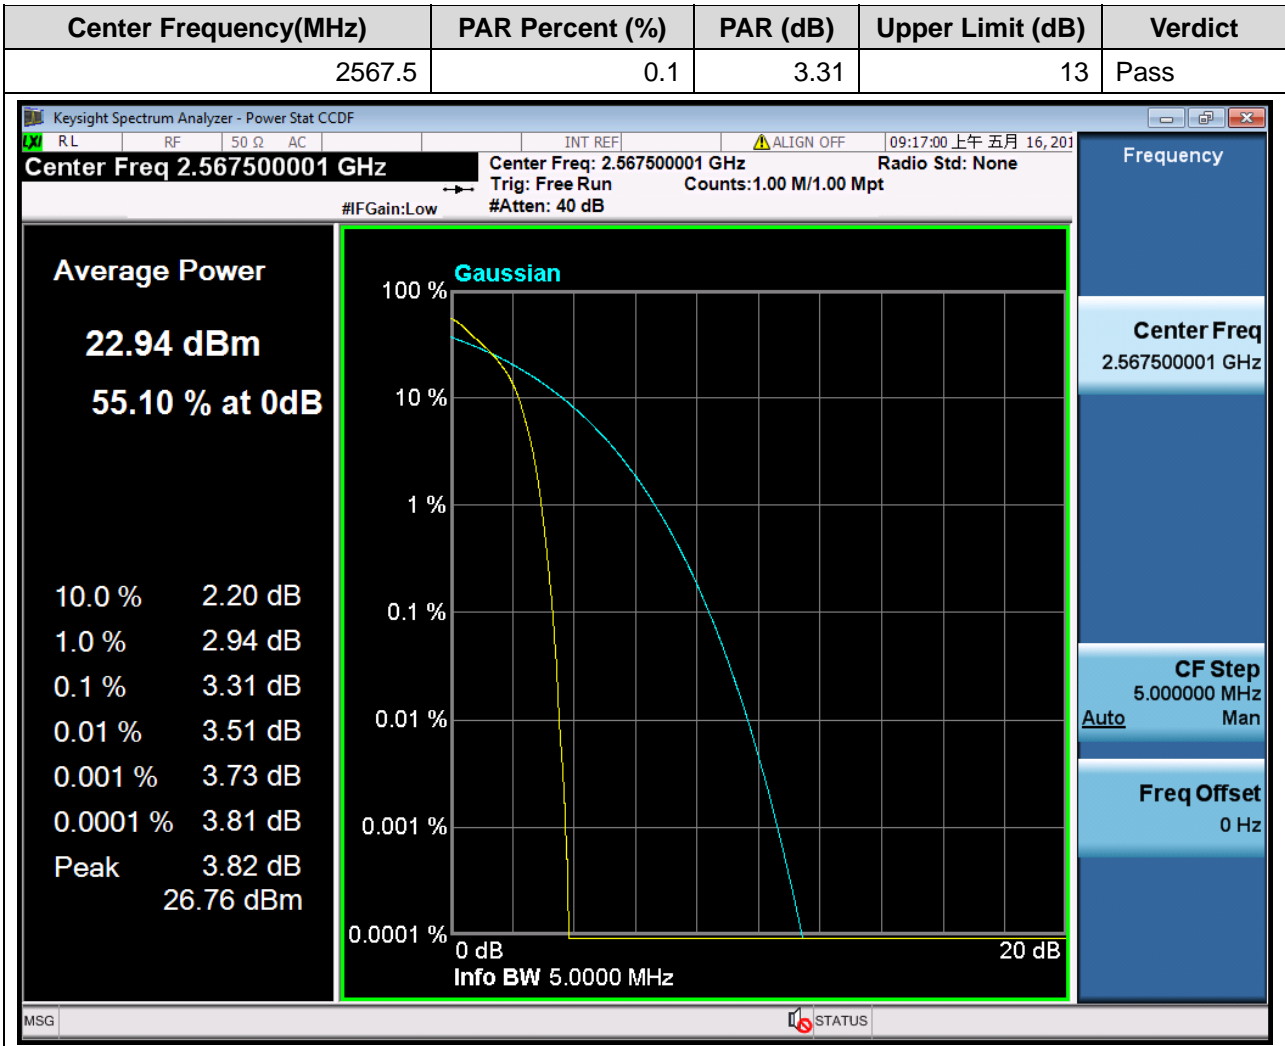 Center Frequency(MHz) PAR Percent (%) PAR (dB) Upper Limit (dB) Verdict
2567.5 0.1 3.31 13 Pass
Keysight Spectrum Analyzer - Power Stat CCDF
LXI RL RF 50 Ω AC INT REF ALIGN OFF 09:17:00 上午 五月 16, 201
Center Freq 2.567500001 GHz
#IFGain:Low
Center Freq: 2.567500001 GHz Radio Std: None
Trig: Free Run Counts:1.00 M/1.00 Mpt
#Atten: 40 dB
Average Power
22.94 dBm
55.10 % at 0dB
10.0 % 2.20 dB
1.0 % 2.94 dB
0.1 % 3.31 dB
0.01 % 3.51 dB
0.001 % 3.73 dB
0.0001 % 3.81 dB
Peak 3.82 dB
26.76 dBm
Gaussian
100 %
10 %
1 %
0.1 %
0.01 %
0.001 %
0.0001 %
0 dB 20 dB
Info BW 5.0000 MHz
Frequency
Center Freq
2.567500001 GHz
CF Step
5.000000 MHz
Auto Man
Freq Offset
0 Hz
MSG STATUS